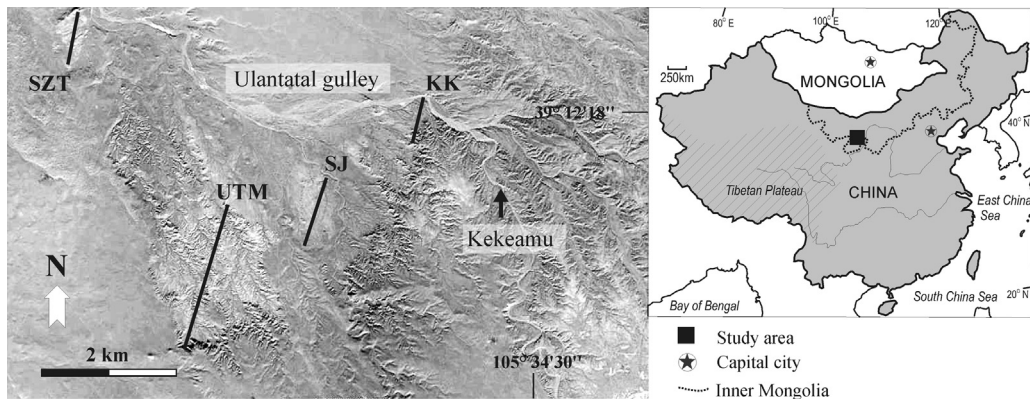 SZT
Ulantatal gulley
KK
39° 12'18"
SJ
UTM
Kekeamu
N
2 km
105° 34'30"
80° E
100° E
120° E
250km
MONGOLIA
40° N
Tibetan Plateau
CHINA
East China
Sea
20° N
South China Sea
Bay of Bengal
Study area
Capital city
Inner Mongolia